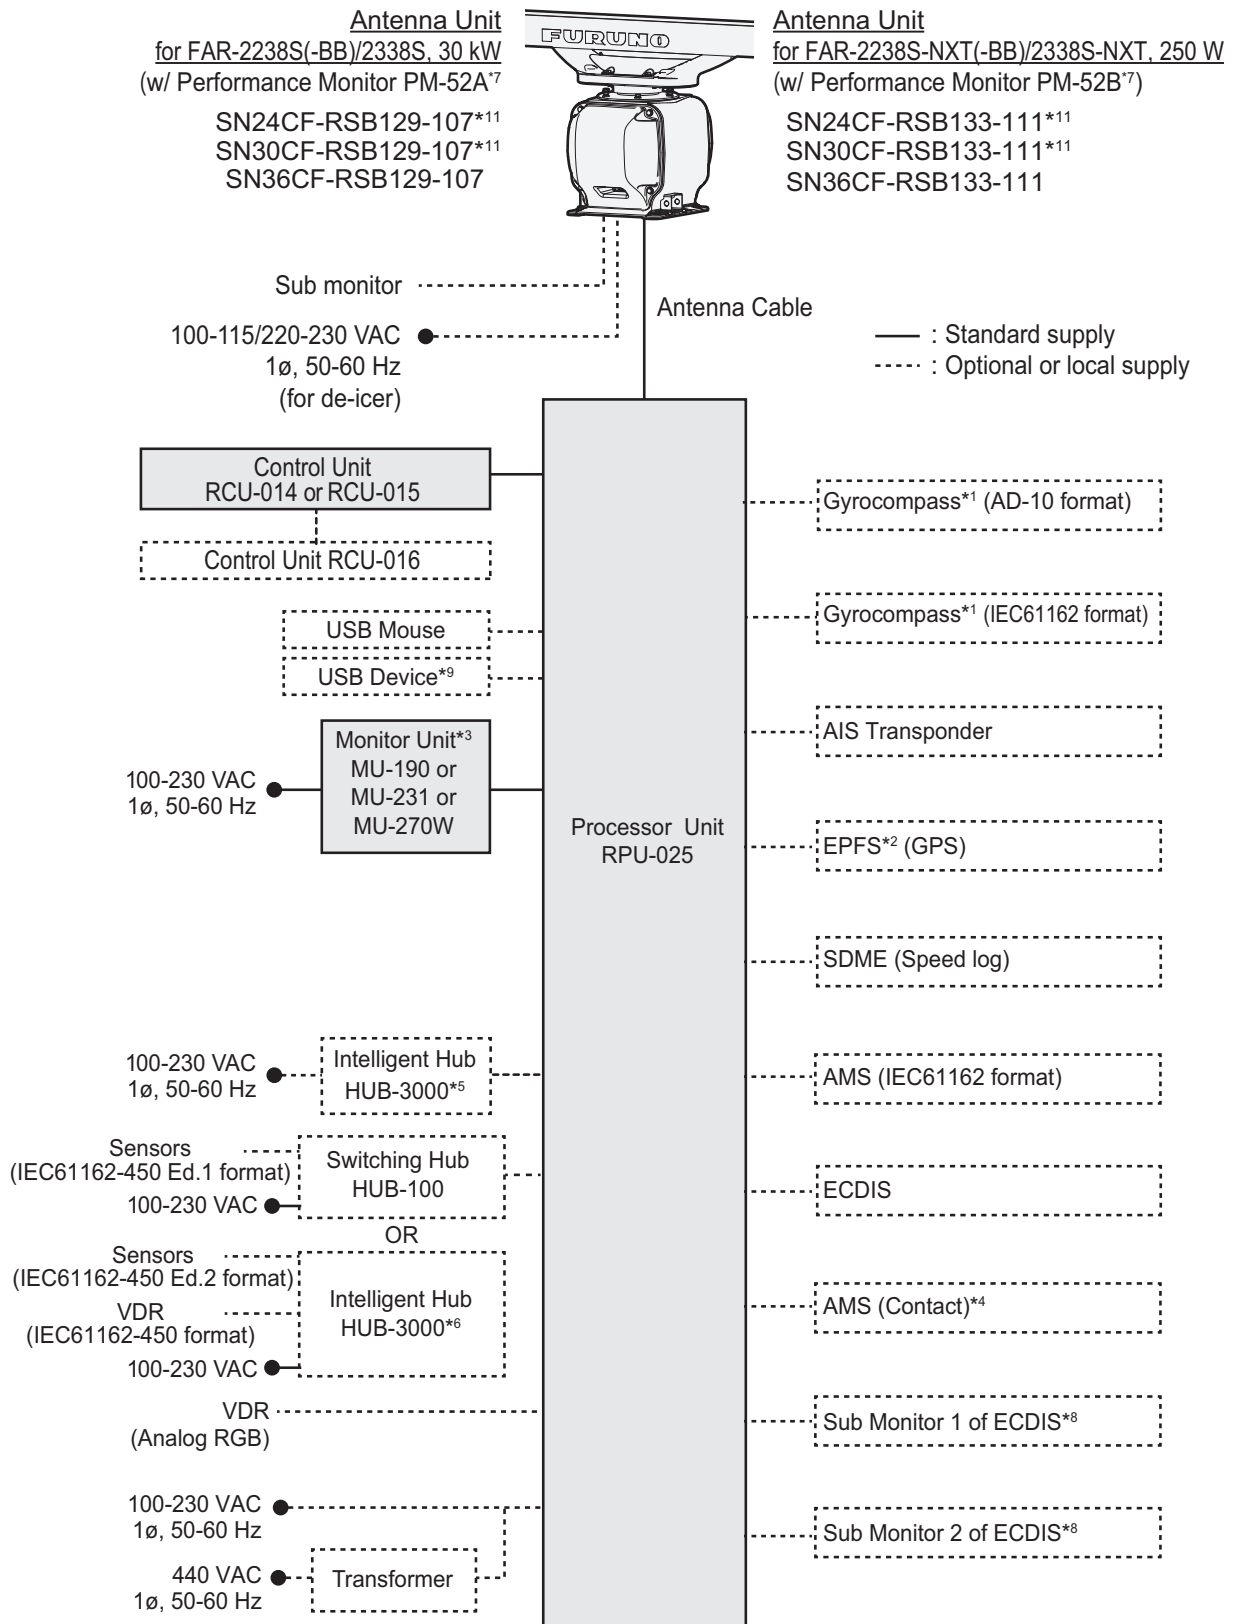 Antenna Unit
for FAR-2238S(-BB)/2338S, 30 kW
(w/ Performance Monitor PM-52A*7
SN24CF-RSB129-107*11
SN30CF-RSB129-107*11
SN36CF-RSB129-107
FURUNO
Antenna Unit
for FAR-2238S-NXT(-BB)/2338S-NXT, 250 W
(w/ Performance Monitor PM-52B*7)
SN24CF-RSB133-111*11
SN30CF-RSB133-111*11
SN36CF-RSB133-111
Sub monitor
100-115/220-230 VAC
1ø, 50-60 Hz
(for de-icer)
Antenna Cable
: Standard supply
: Optional or local supply
Control Unit
RCU-014 or RCU-015
Control Unit RCU-016
USB Mouse
USB Device*9
Monitor Unit*3
MU-190 or
MU-231 or
MU-270W
100-230 VAC
1ø, 50-60 Hz
Processor Unit
RPU-025
100-230 VAC
1ø, 50-60 Hz
Intelligent Hub
HUB-3000*5
Sensors
(IEC61162-450 Ed.1 format)
100-230 VAC
Switching Hub
HUB-100
OR
Sensors
(IEC61162-450 Ed.2 format)
VDR
(IEC61162-450 format)
100-230 VAC
Intelligent Hub
HUB-3000*6
VDR
(Analog RGB)
100-230 VAC
1ø, 50-60 Hz
440 VAC
1ø, 50-60 Hz
Transformer
Gyrocompass*1 (AD-10 format)
Gyrocompass*1 (IEC61162 format)
AIS Transponder
EPFS*2 (GPS)
SDME (Speed log)
AMS (IEC61162 format)
ECDIS
AMS (Contact)*4
Sub Monitor 1 of ECDIS*8
Sub Monitor 2 of ECDIS*8